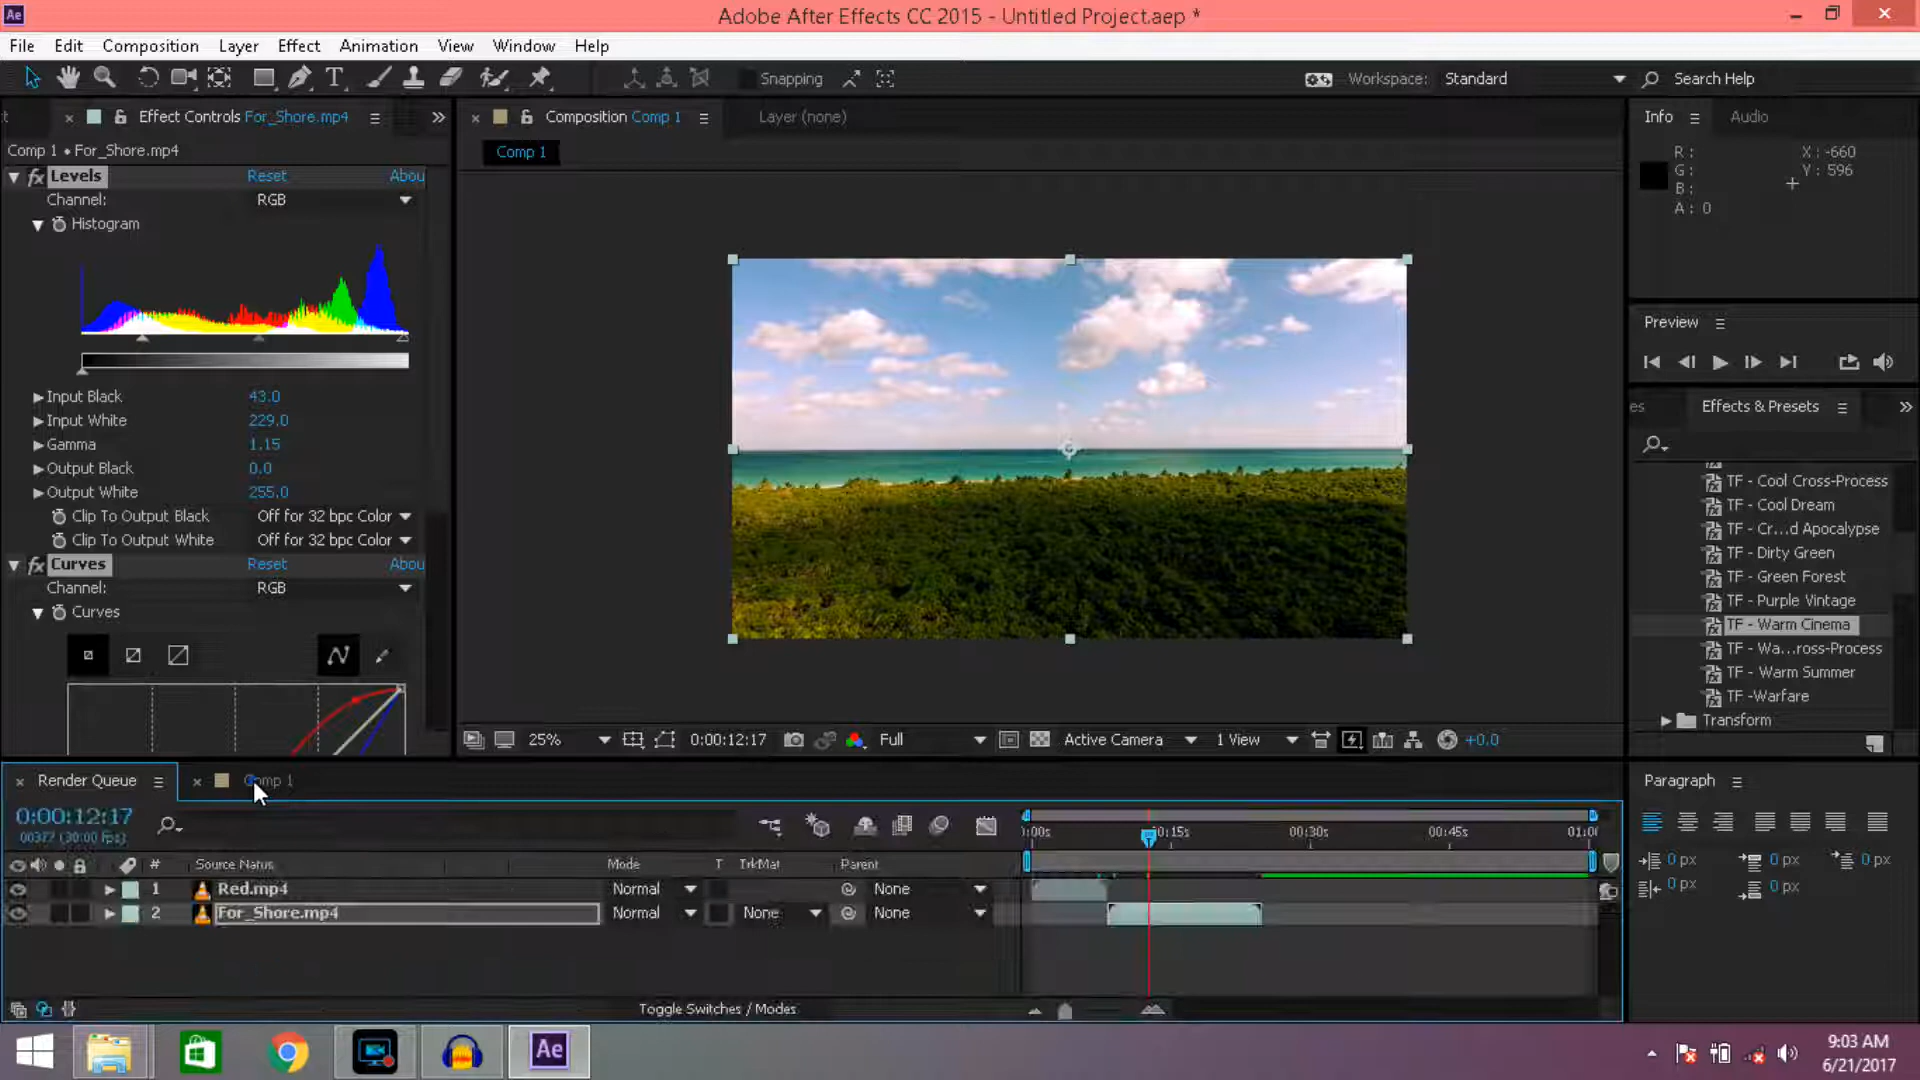 Ae
Adobe After Effects CC 2015 - Untitled Project.aep *
File Edit Composition Layer Effect Animation View Window Help
Snapping
Workspace: Standard
Search Help
Effect Controls For_Shore.mp4
Composition Comp 1
Layer (none)
Info
Audio
Comp 1 • For_Shore.mp4
Comp 1
Levels Reset Abou
Channel: RGB
Histogram
Input Black 43.0
Input White 229.0
Gamma 1.15
Output Black 0.0
Output White 255.0
Clip To Output Black Off for 32 bpc Color
Clip To Output White Off for 32 bpc Color
Curves Reset Abou
Channel: RGB
Curves
R:
G:
B:
A: 0
X: -660
Y: 596
Preview
es
Effects & Presets
TF - Cool Cross-Process
TF - Cool Dream
TF - Cr...d Apocalypse
TF - Dirty Green
TF - Green Forest
TF - Purple Vintage
TF - Warm Cinema
TF - Wa...ross-Process
TF - Warm Summer
TF -Warfare
Transform
25% 0:00:12:17 Full Active Camera 1 View +0.0
Render Queue
Comp 1
Paragraph
0:00:12:17
00377 (30.00 fps)
:00s 00:15s 00:30s 00:45s 01:0
# Mode T TrkMat Parent
1 Red.mp4 Normal None
2 For_Shore.mp4 Normal None None
Toggle Switches / Modes
0 px 0 px 0 px
0 px 0 px
Ae
9:03 AM
6/21/2017